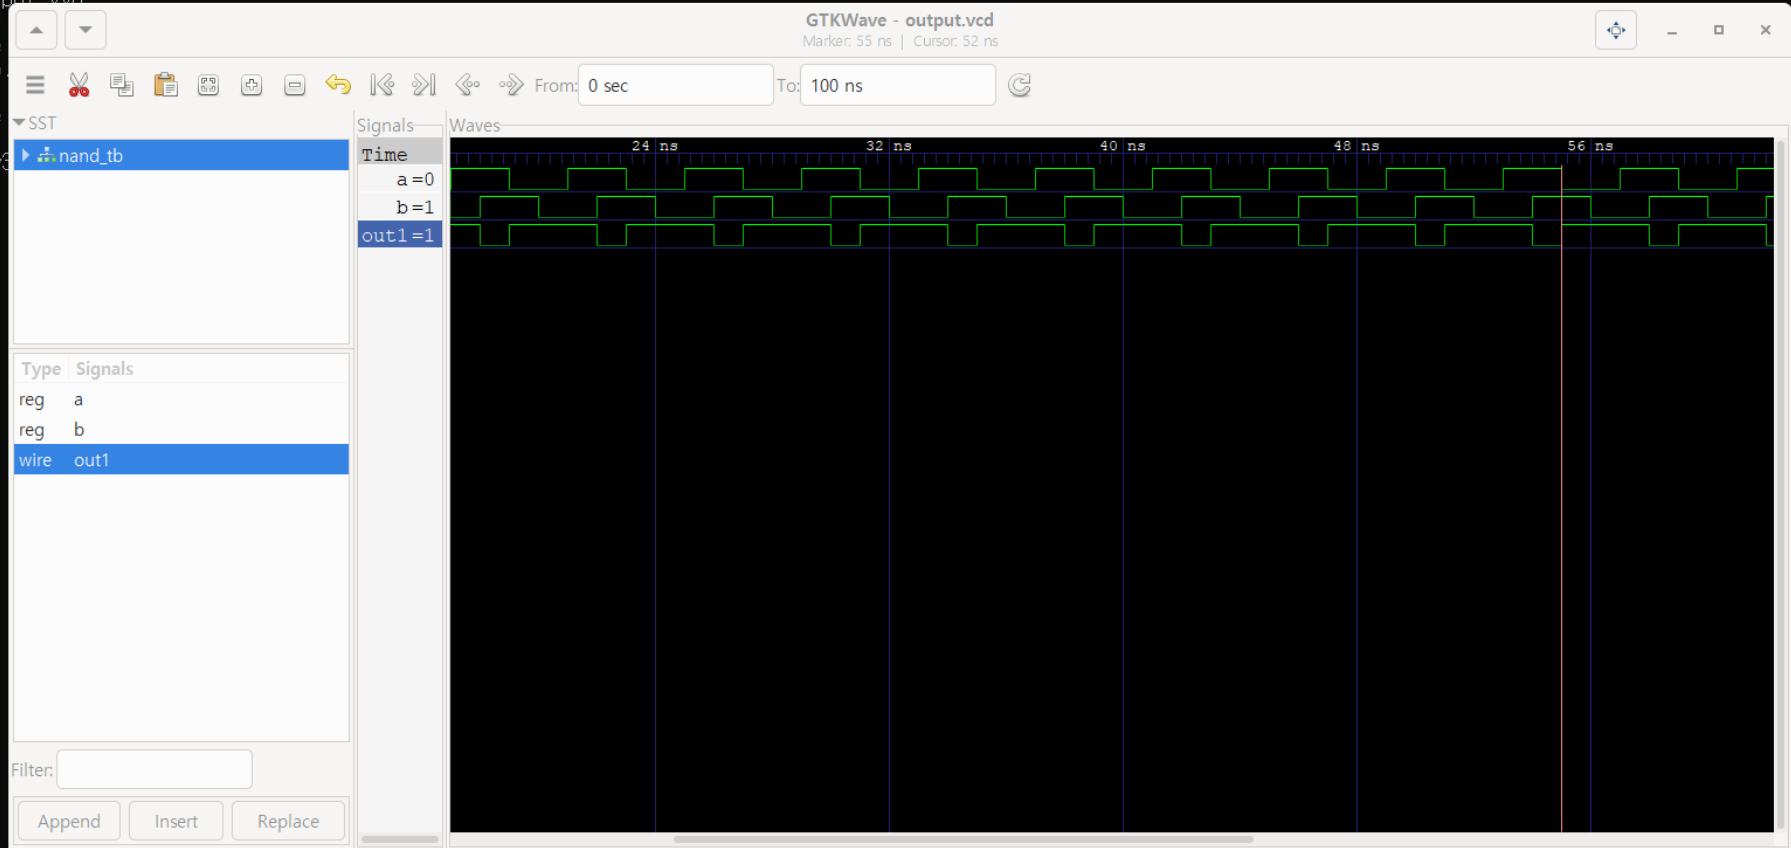 GTKWave - output.vcd
Marker: 55 ns | Cursor: 52 ns
From: 0 sec To: 100 ns
SST
nand_tb
Type Signals
reg a
reg b
wire out1
Filter:
Append Insert Replace
Signals
Time
a=0
b=1
out1=1
Waves
24 ns 32 ns 40 ns 48 ns 56 ns